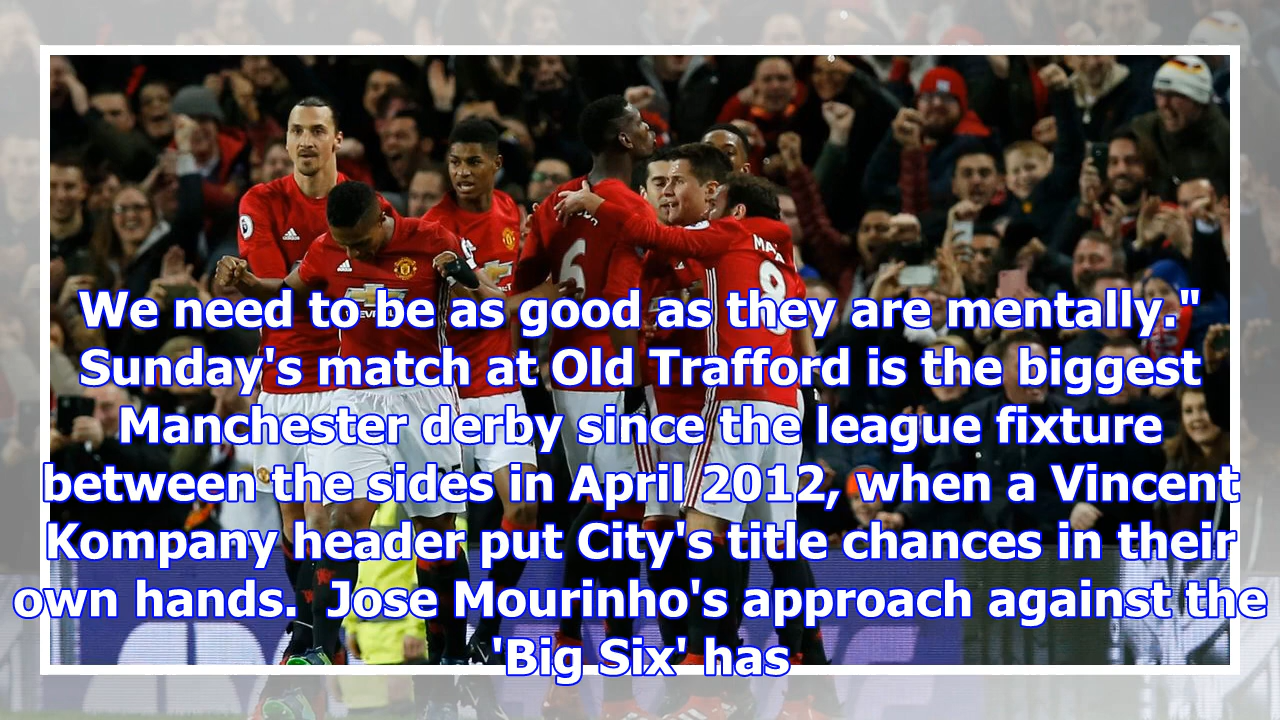 We need to be as good as they are mentally."
Sunday's match at Old Trafford is the biggest
Manchester derby since the league fixture
between the sides in April 2012, when a Vincent
Kompany header put City's title chances in their
own hands.  Jose Mourinho's approach against the
'Big Six' has
6
8